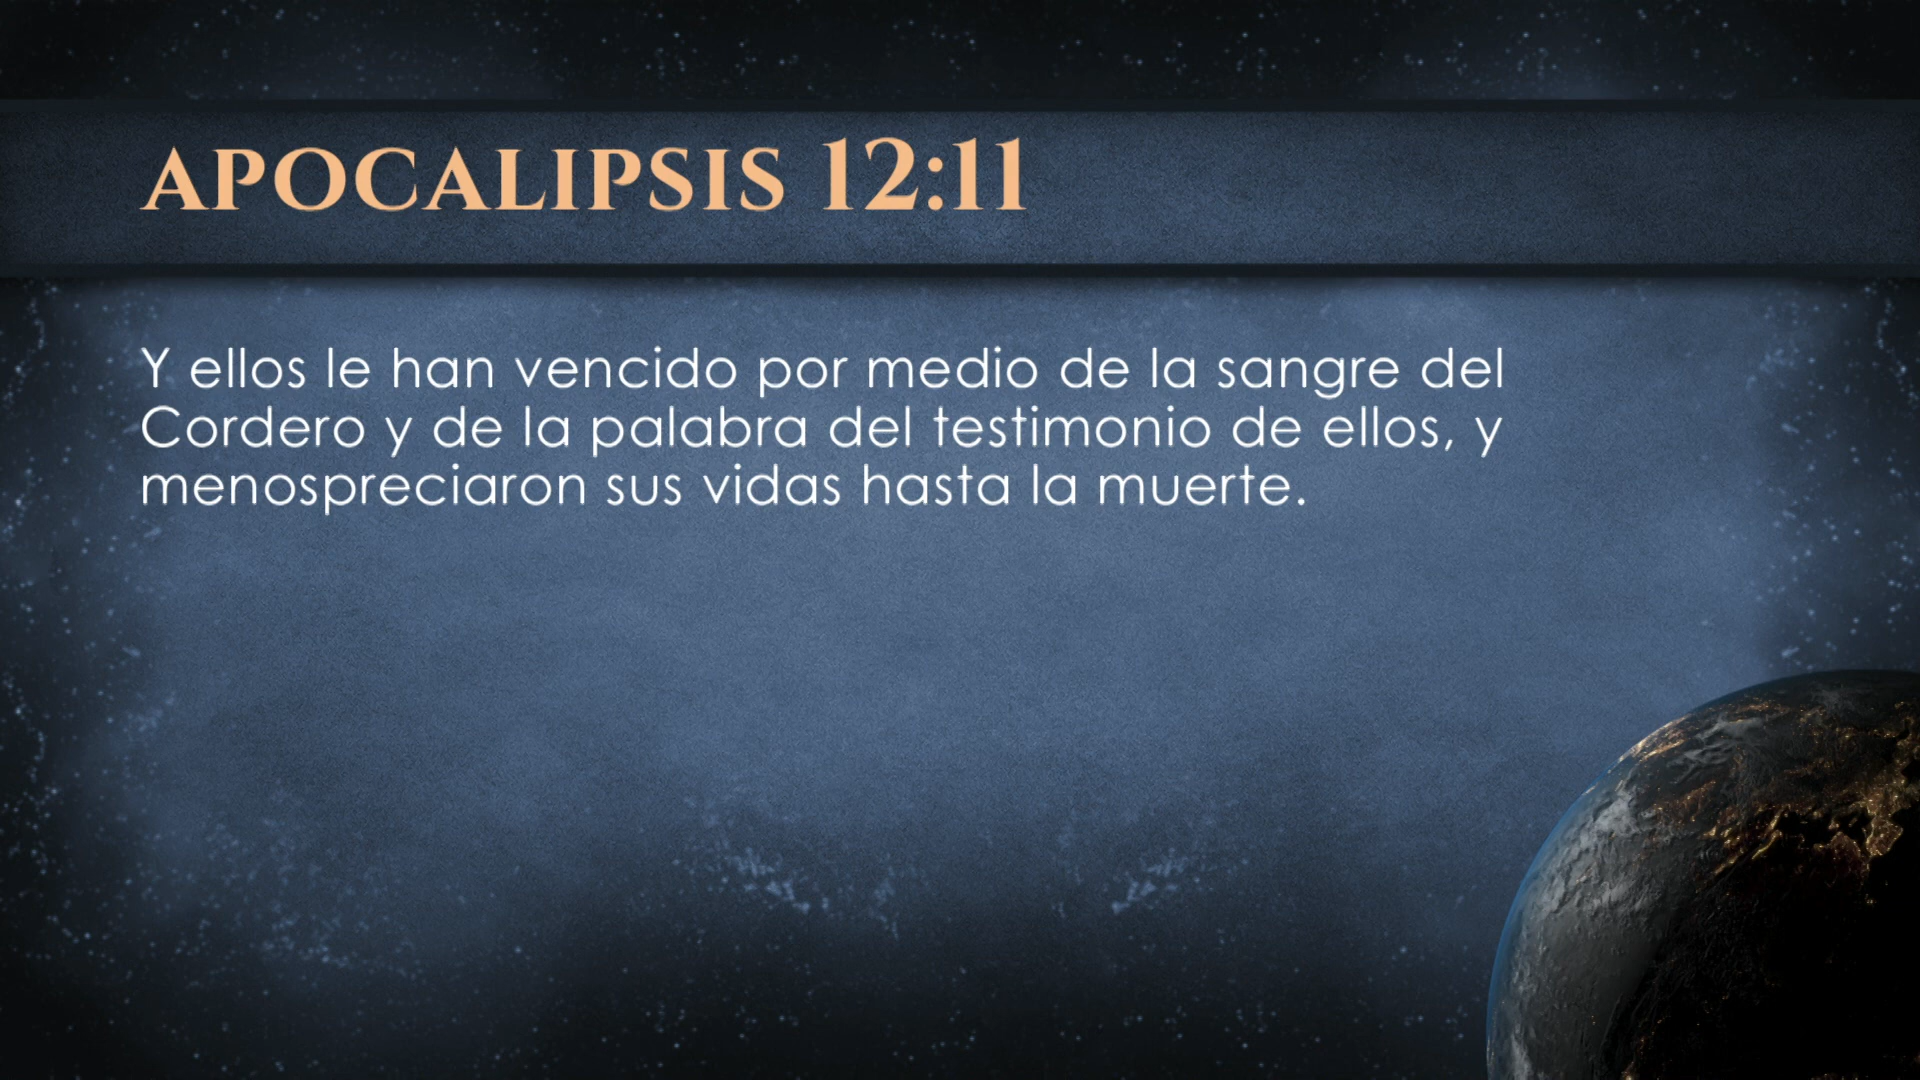 APOCALIPSIS 12:11
Y ellos le han vencido por medio de la sangre del
Cordero y de la palabra del testimonio de ellos, y
menospreciaron sus vidas hasta la muerte.